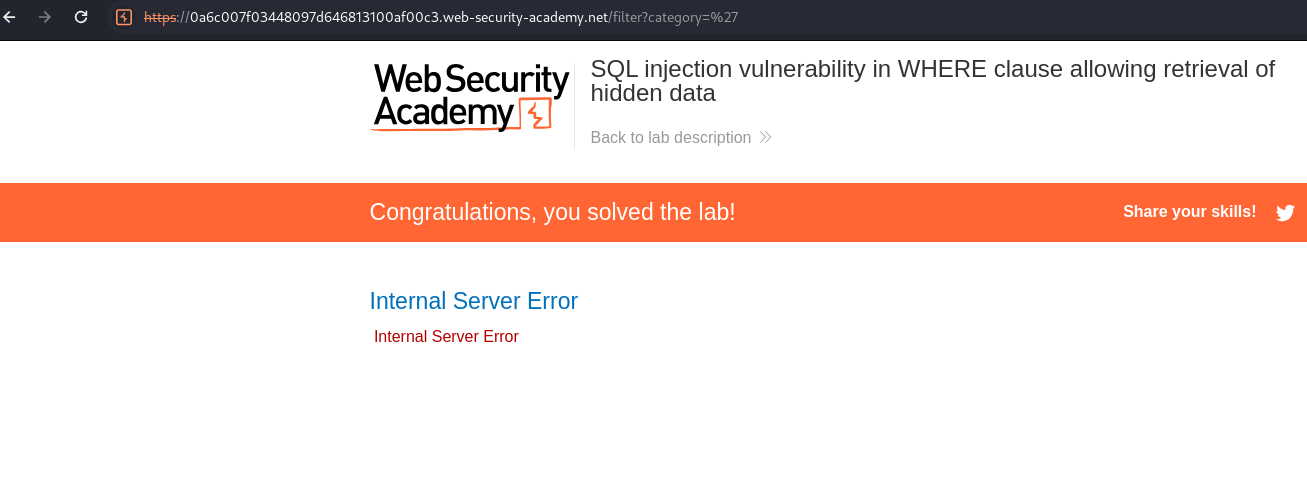 https://0a6c007f03448097d646813100af00c3.web-security-academy.net/filter?category=%27
Web Security
Academy
SQL injection vulnerability in WHERE clause allowing retrieval of
hidden data
Back to lab description
Congratulations, you solved the lab!
Share your skills!
Internal Server Error
Internal Server Error